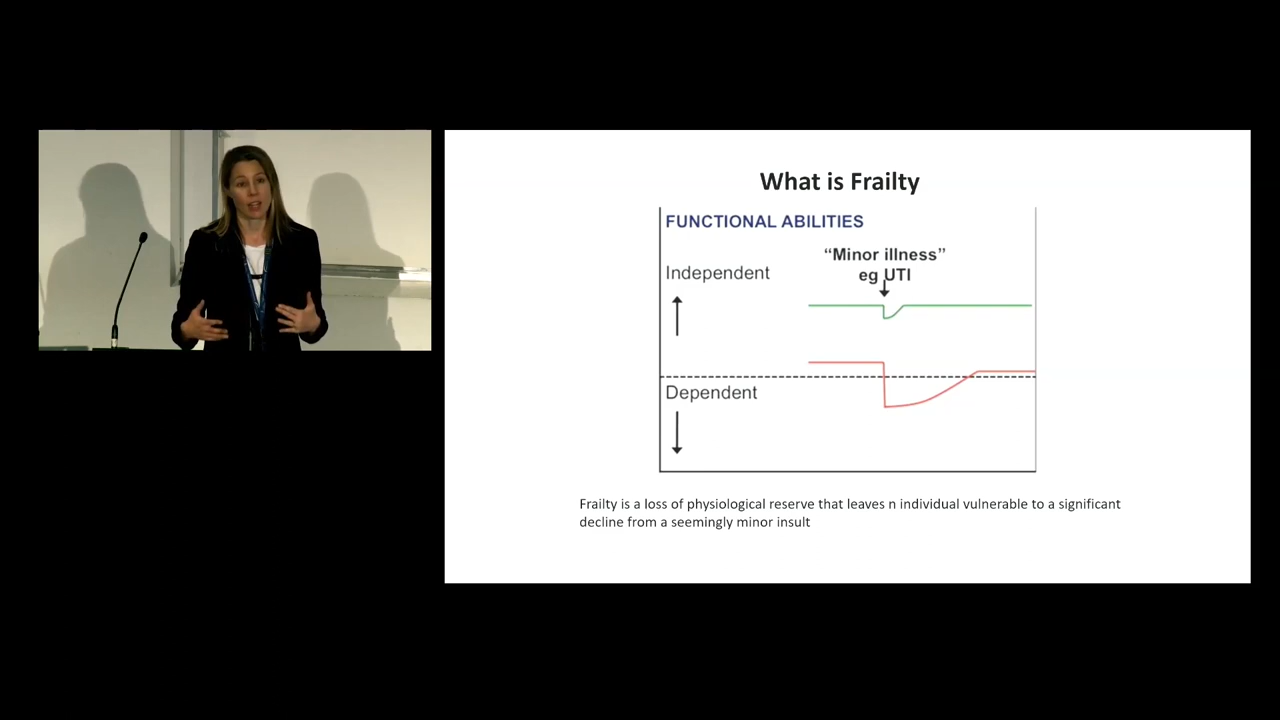 What is Frailty
FUNCTIONAL ABILITIES
“Minor illness”
eg UTI
Independent
Dependent
Frailty is a loss of physiological reserve that leaves n individual vulnerable to a significant
decline from a seemingly minor insult